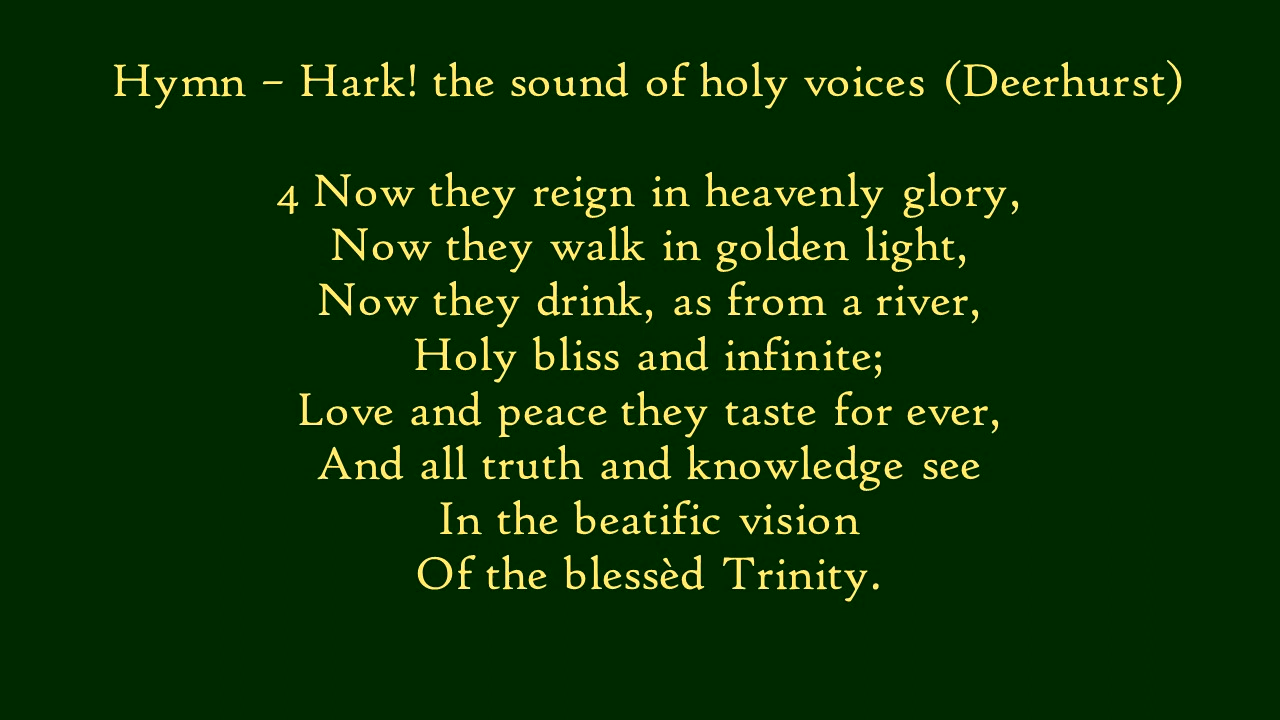 Hymn – Hark! the sound of holy voices (Deerhurst)
4 Now they reign in heavenly glory,
Now they walk in golden light,
Now they drink, as from a river,
Holy bliss and infinite;
Love and peace they taste for ever,
And all truth and knowledge see
In the beatific vision
Of the blessèd Trinity.